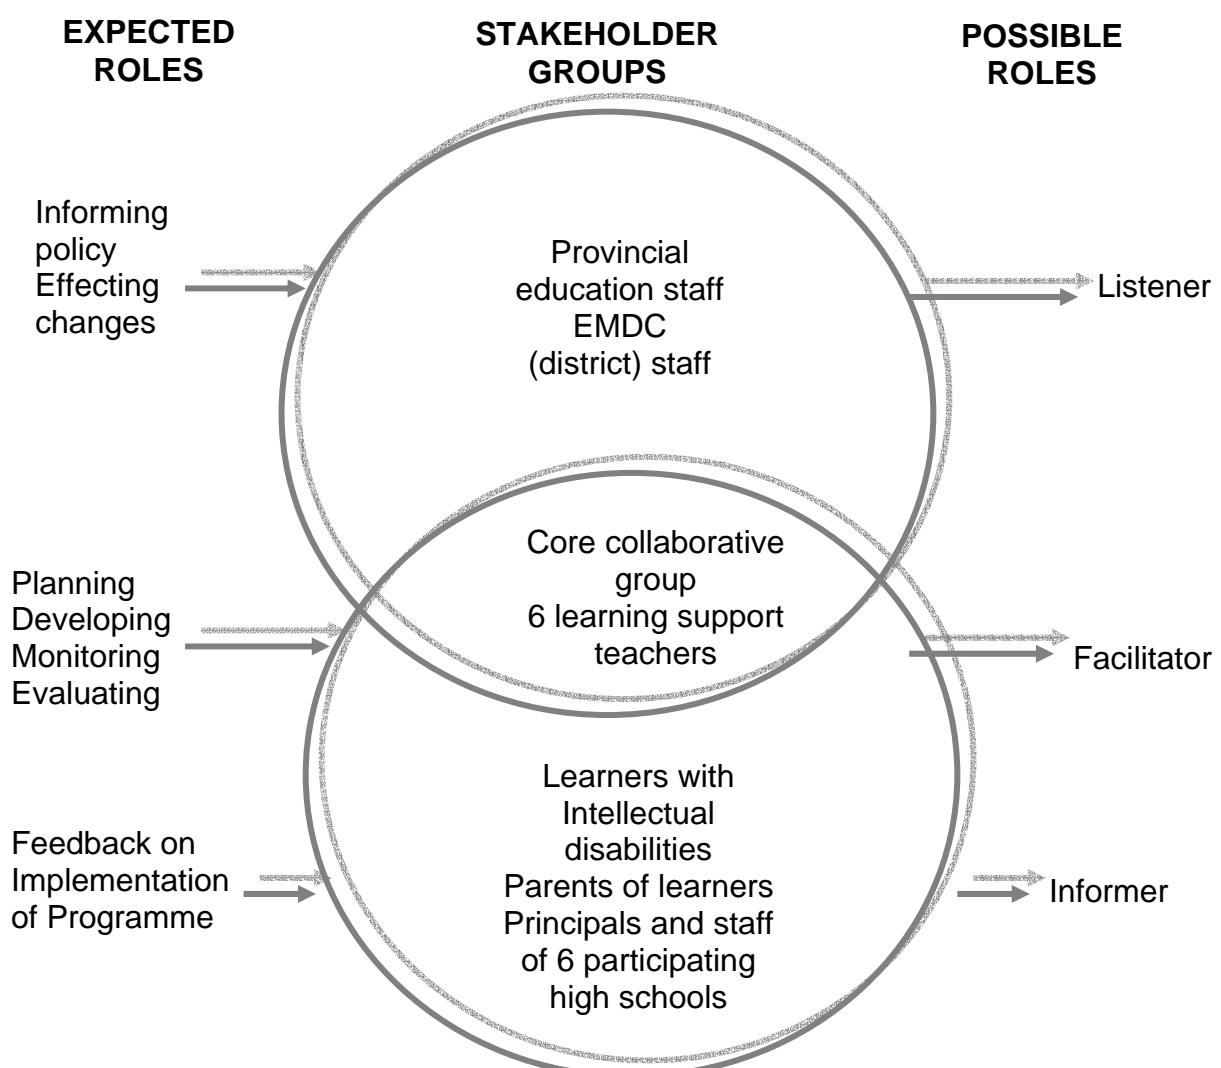 EXPECTED
ROLES
STAKEHOLDER
GROUPS
POSSIBLE
ROLES
Informing
policy
Effecting
changes
Provincial
education staff
EMDC
(district) staff
Listener
Planning
Developing
Monitoring
Evaluating
Core collaborative
group
6 learning support
teachers
Facilitator
Feedback on
Implementation
of Programme
Learners with
Intellectual
disabilities
Parents of learners
Principals and staff
of 6 participating
high schools
Informer